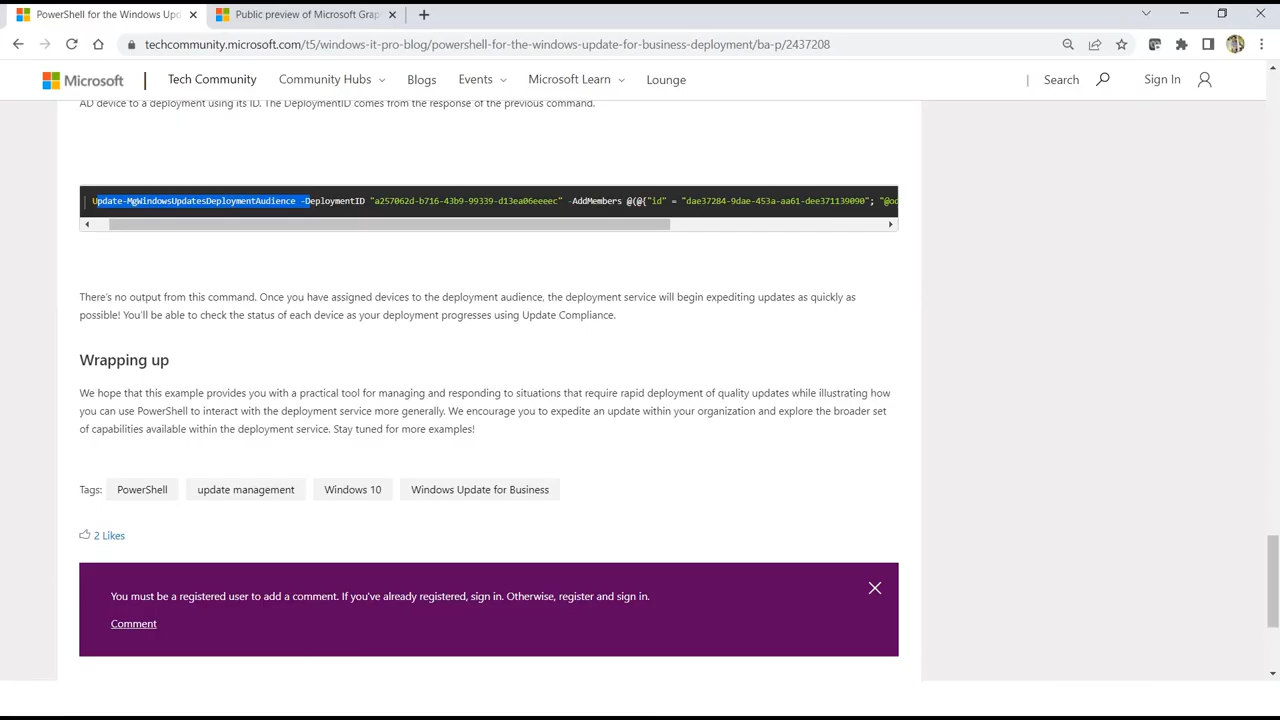 PowerShell for the Windows Upd
Public preview of Microsoft Grap
techcommunity.microsoft.com/t5/windows-it-pro-blog/powershell-for-the-windows-update-for-business-deployment/ba-p/2437208
Microsoft
Tech Community
Community Hubs
Blogs
Events
Microsoft Learn
Lounge
Search
Sign In
AD device to a deployment using its ID. The DeploymentID comes from the response of the previous command.
Update-MgWindowsUpdatesDeploymentAudience -DeploymentID "a257062d-b716-43b9-99339-d13ea06eeeec" -AddMembers @(@{"id" = "dae37284-9dae-453a-aa61-dee371139090"; "@od
There's no output from this command. Once you have assigned devices to the deployment audience, the deployment service will begin expediting updates as quickly as
possible! You'll be able to check the status of each device as your deployment progresses using Update Compliance.
Wrapping up
We hope that this example provides you with a practical tool for managing and responding to situations that require rapid deployment of quality updates while illustrating how
you can use PowerShell to interact with the deployment service more generally. We encourage you to expedite an update within your organization and explore the broader set
of capabilities available within the deployment service. Stay tuned for more examples!
Tags: PowerShell update management Windows 10 Windows Update for Business
2 Likes
You must be a registered user to add a comment. If you've already registered, sign in. Otherwise, register and sign in.
Comment